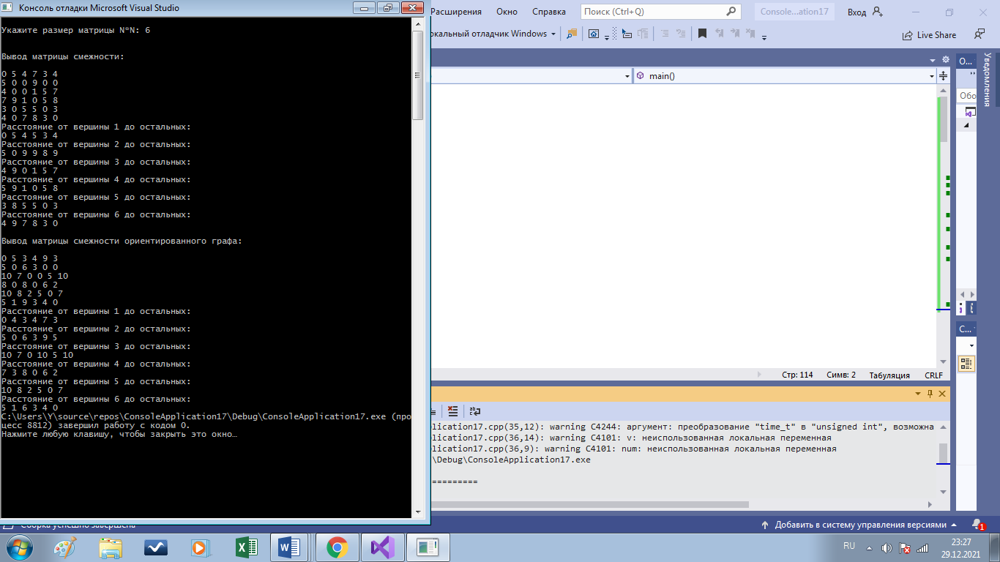 Консоль отладки Microsoft Visual Studio
Укажите размер матрицы N*N: 6
Вывод матрицы смежности:
0 5 4 7 3 4
5 0 0 9 0 0
4 0 0 1 5 7
7 9 1 0 5 8
3 0 5 5 0 3
4 0 7 8 3 0
Расстояние от вершины 1 до остальных:
0 5 4 5 3 4
Расстояние от вершины 2 до остальных:
5 0 9 9 8 9
Расстояние от вершины 3 до остальных:
4 9 0 1 5 7
Расстояние от вершины 4 до остальных:
5 9 1 0 5 8
Расстояние от вершины 5 до остальных:
3 8 5 5 0 3
Расстояние от вершины 6 до остальных:
4 9 7 8 3 0
Вывод матрицы смежности ориентированного графа:
0 5 3 4 9 3
5 0 6 3 0 0
10 7 0 0 5 10
8 0 8 0 6 2
10 8 2 5 0 7
5 1 9 3 4 0
Расстояние от вершины 1 до остальных:
0 4 3 4 7 3
Расстояние от вершины 2 до остальных:
5 0 6 3 9 5
Расстояние от вершины 3 до остальных:
10 7 0 10 5 10
Расстояние от вершины 4 до остальных:
7 3 8 0 6 2
Расстояние от вершины 5 до остальных:
10 8 2 5 0 7
Расстояние от вершины 6 до остальных:
5 1 6 3 4 0
C:\Users\Y\source\repos\ConsoleApplication17\Debug\ConsoleApplication17.exe (про
цесс 8812) завершил работу с кодом 0.
Нажмите любую клавишу, чтобы закрыть это окно…
Расширения Окно Справка Поиск (Ctrl+Q) Console...ation17 Вход
окальный отладчик Windows Live Share
main()
О...
Обо
Уведомления
С...
Стр: 114 Симв: 2 Табуляция CRLF
plication17.cpp(35,12): warning C4244: аргумент: преобразование "time_t" в "unsigned int", возможна
plication17.cpp(36,14): warning C4101: v: неиспользованная локальная переменная
plication17.cpp(36,9): warning C4101: num: неиспользованная локальная переменная
\Debug\ConsoleApplication17.exe
=========
Сборка успешно завершена
Добавить в систему управления версиями 1
RU 23:27
29.12.2021